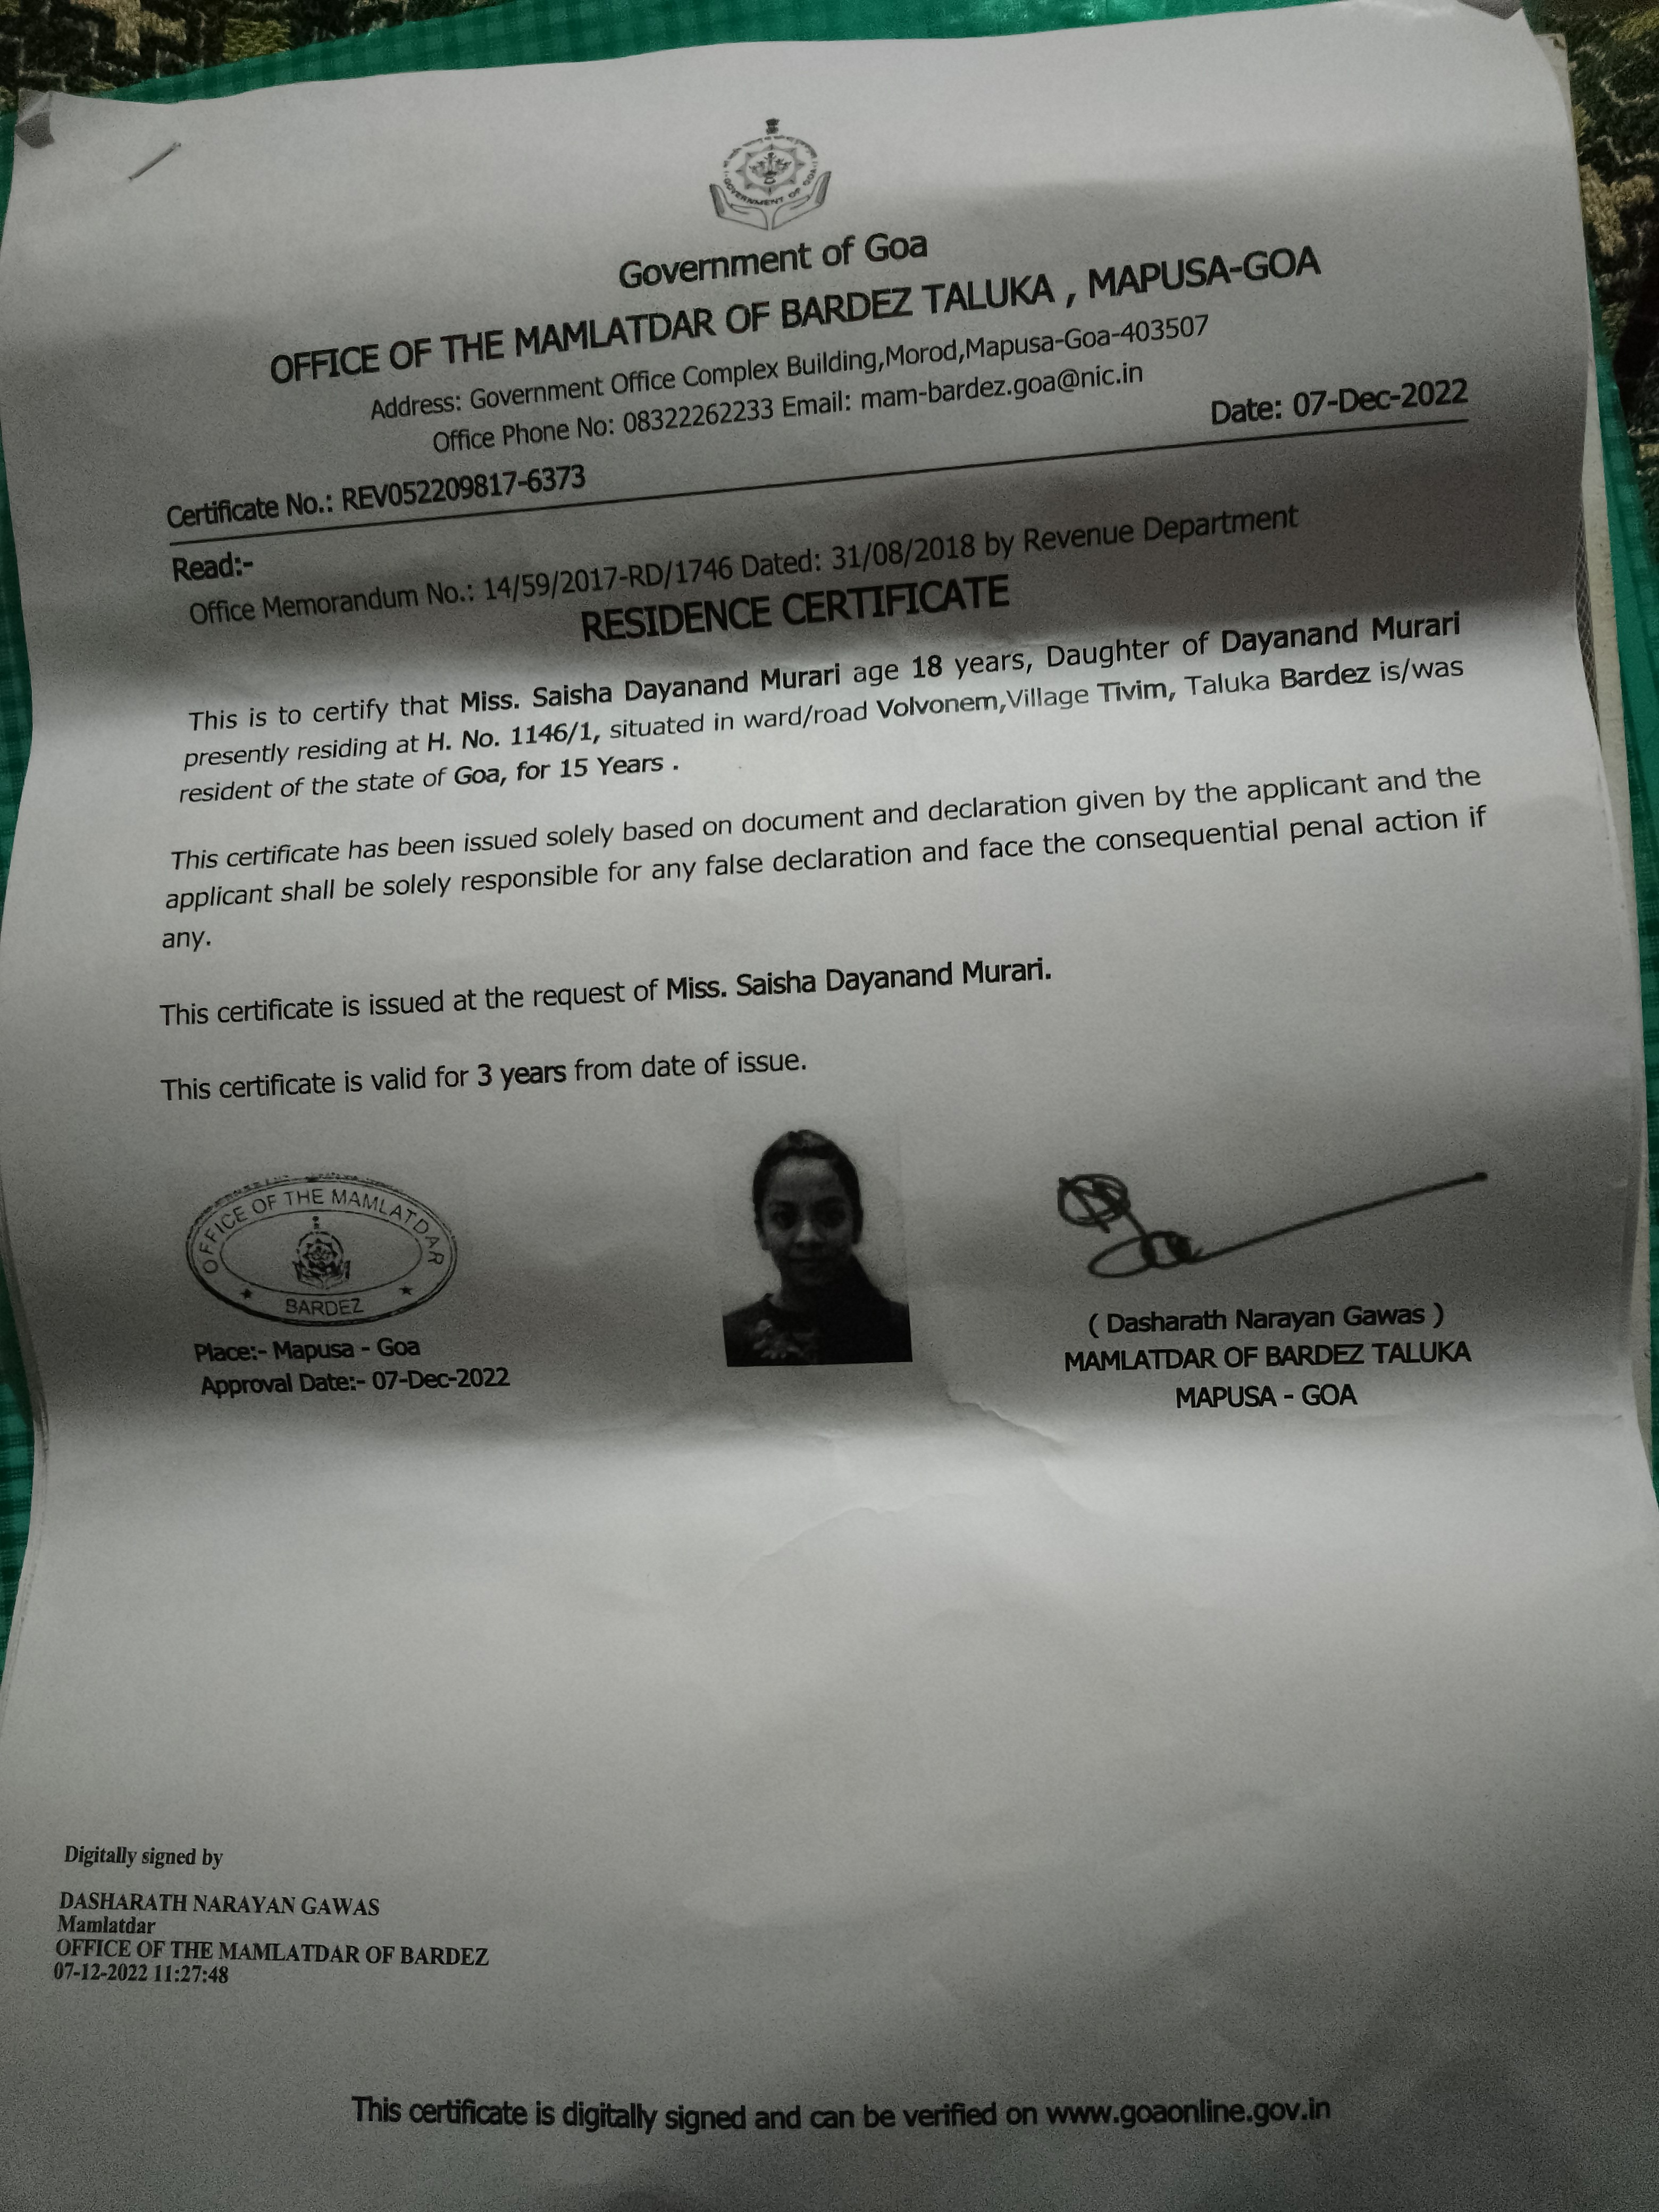 GOVERNMENT OF GOA
Government of Goa
OFFICE OF THE MAMLATDAR OF BARDEZ TALUKA , MAPUSA-GOA
Address: Government Office Complex Building,Morod,Mapusa-Goa-403507
Office Phone No: 08322262233 Email: mam-bardez.goa@nic.in
Date: 07-Dec-2022
Certificate No.: REV052209817-6373
Read:-
Office Memorandum No.: 14/59/2017-RD/1746 Dated: 31/08/2018 by Revenue Department
RESIDENCE CERTIFICATE
This is to certify that Miss. Saisha Dayanand Murari age 18 years, Daughter of Dayanand Murari
presently residing at H. No. 1146/1, situated in ward/road Volvonem,Village Tivim, Taluka Bardez is/was
resident of the state of Goa, for 15 Years .
This certificate has been issued solely based on document and declaration given by the applicant and the
applicant shall be solely responsible for any false declaration and face the consequential penal action if
any.
This certificate is issued at the request of Miss. Saisha Dayanand Murari.
This certificate is valid for 3 years from date of issue.
OFFICE OF THE MAMLATDAR
BARDEZ
Place:- Mapusa - Goa
Approval Date:- 07-Dec-2022
( Dasharath Narayan Gawas )
MAMLATDAR OF BARDEZ TALUKA
MAPUSA - GOA
Digitally signed by
DASHARATH NARAYAN GAWAS
Mamlatdar
OFFICE OF THE MAMLATDAR OF BARDEZ
07-12-2022 11:27:48
This certificate is digitally signed and can be verified on www.goaonline.gov.in